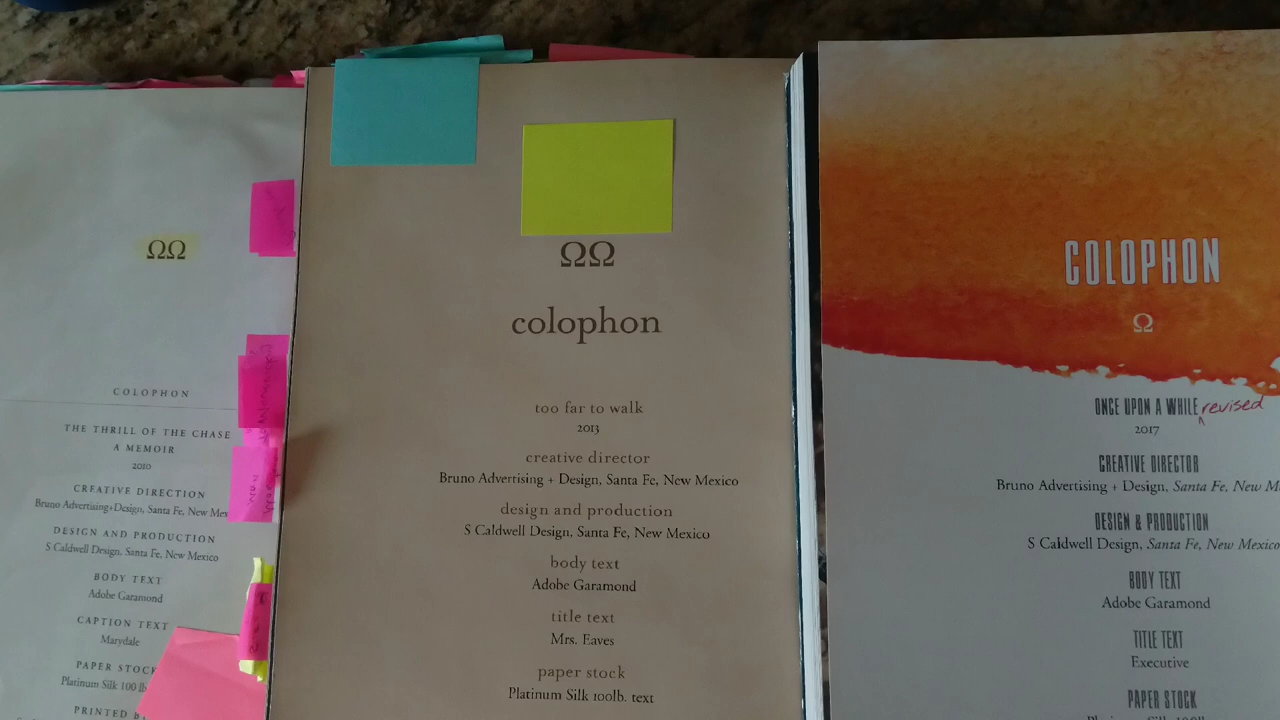 ΩΩ
COLOPHON
THE THRILL OF THE CHASE
A MEMOIR
2010
CREATIVE DIRECTION
Bruno Advertising+Design, Santa Fe, New Mex
DESIGN AND PRODUCTION
S Caldwell Design, Santa Fe, New Mexico
BODY TEXT
Adobe Garamond
CAPTION TEXT
Marydale
PAPER STOCK
Platinum Silk 100 lb
PRINTED
ΩΩ
colophon
too far to walk
2013
creative director
Bruno Advertising + Design, Santa Fe, New Mexico
design and production
S Caldwell Design, Santa Fe, New Mexico
body text
Adobe Garamond
title text
Mrs. Eaves
paper stock
Platinum Silk 100lb. text
COLOPHON
Ω
ONCE UPON A WHILE revised
2017
CREATIVE DIRECTOR
Bruno Advertising + Design, Santa Fe, New M
DESIGN & PRODUCTION
S Caldwell Design, Santa Fe, New Mexico
BODY TEXT
Adobe Garamond
TITLE TEXT
Executive
PAPER STOCK